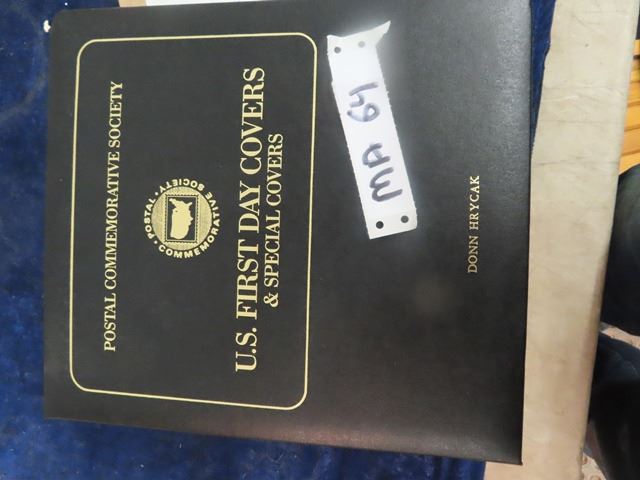 POSTAL COMMEMORATIVE SOCIETY
• POSTAL •
COMMEMORATIVE SOCIETY
U.S. FIRST DAY COVERS
& SPECIAL COVERS
MA 64
DONN HRYCAK